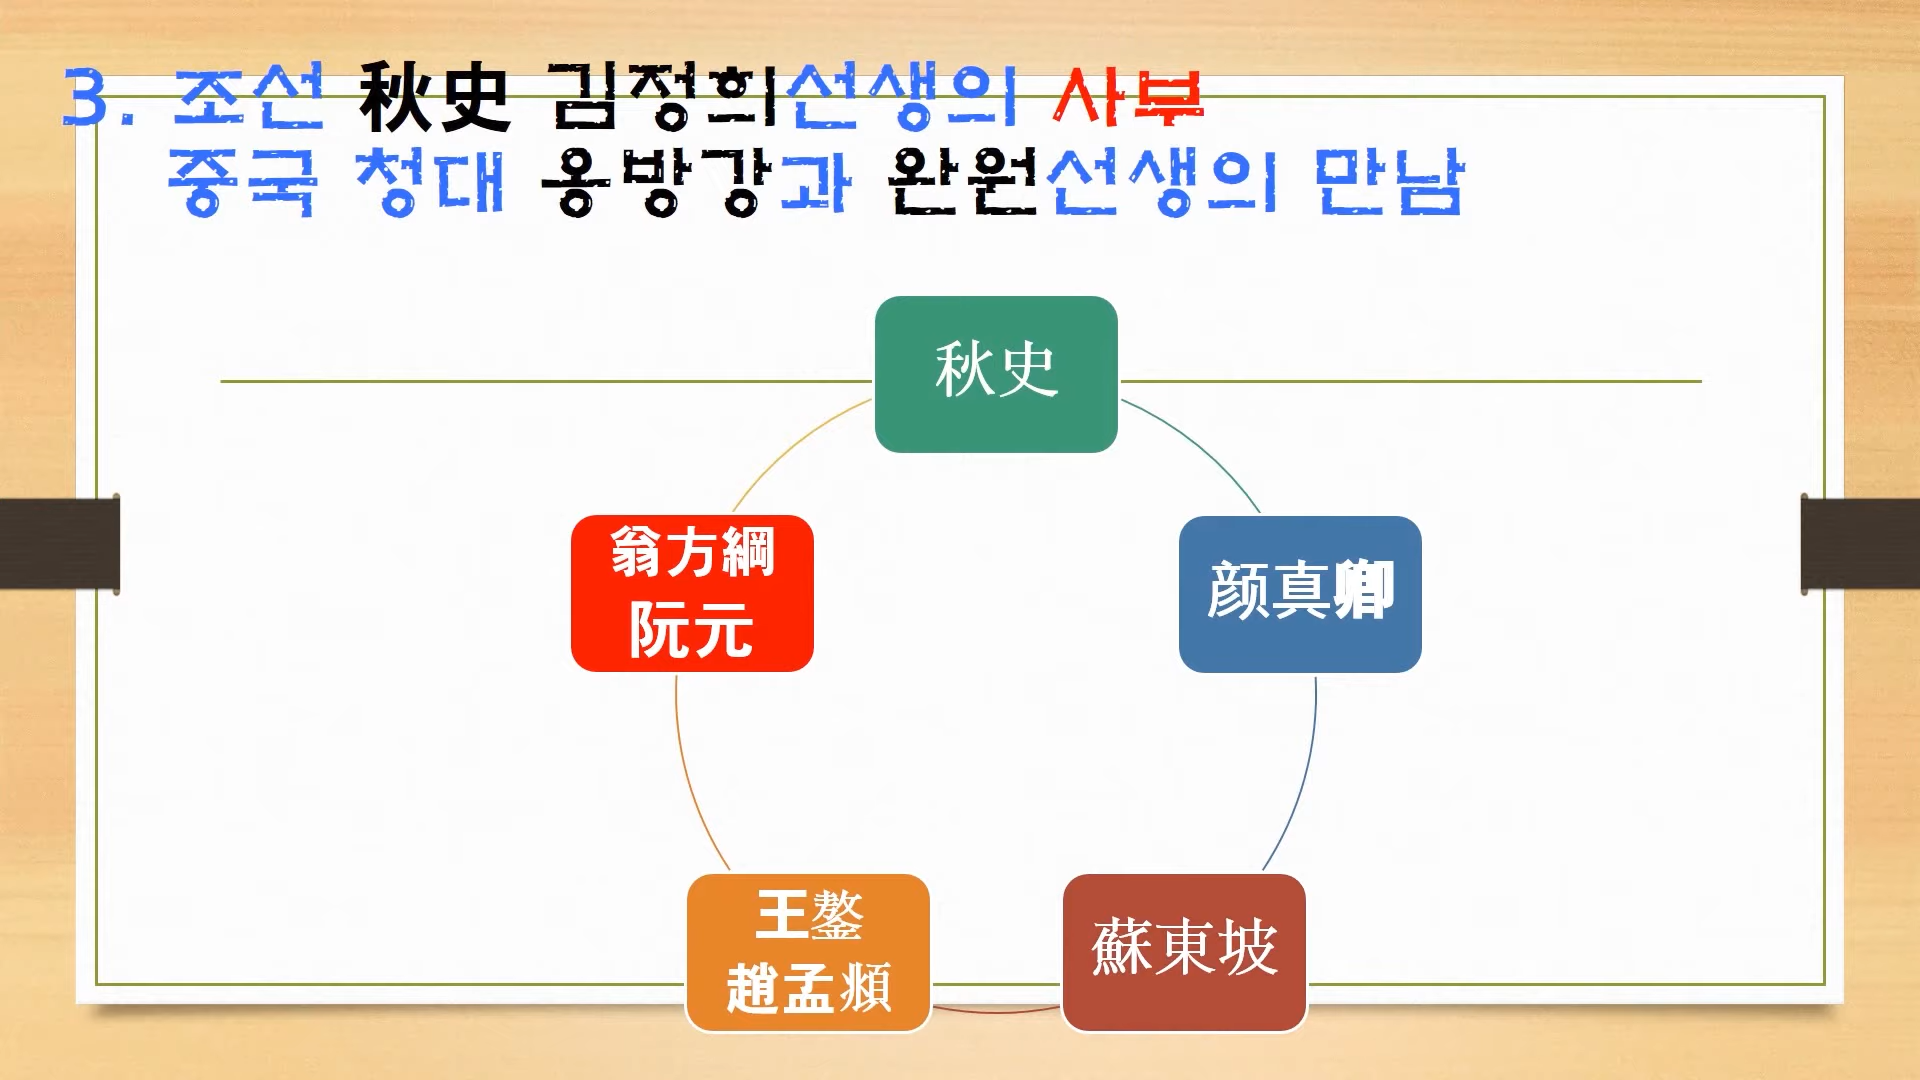 3. 조선 秋史 김정희선생의 사부
중국 청대 옹방강과 완원선생의 만남
秋史
翁方綱
阮元
颜真卿
王鏊
趙孟頫
蘇東坡